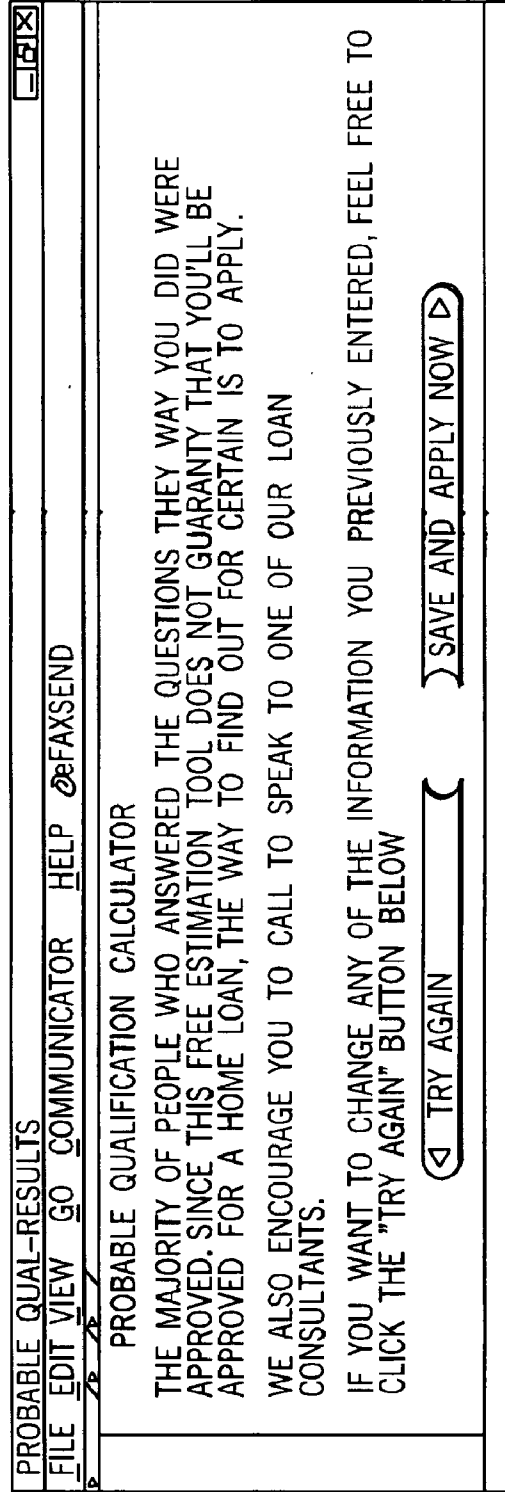 PROBABLE QUAL-RESULTS
FILE EDIT VIEW GO COMMUNICATOR HELP eFAXSEND
PROBABLE QUALIFICATION CALCULATOR
THE MAJORITY OF PEOPLE WHO ANSWERED THE QUESTIONS THEY WAY YOU DID WERE
APPROVED. SINCE THIS FREE ESTIMATION TOOL DOES NOT GUARANTY THAT YOU'LL BE
APPROVED FOR A HOME LOAN, THE WAY TO FIND OUT FOR CERTAIN IS TO APPLY.
WE ALSO ENCOURAGE YOU TO CALL TO SPEAK TO ONE OF OUR LOAN
CONSULTANTS.
IF YOU WANT TO CHANGE ANY OF THE INFORMATION YOU PREVIOUSLY ENTERED, FEEL FREE TO
CLICK THE "TRY AGAIN" BUTTON BELOW
TRY AGAIN
SAVE AND APPLY NOW